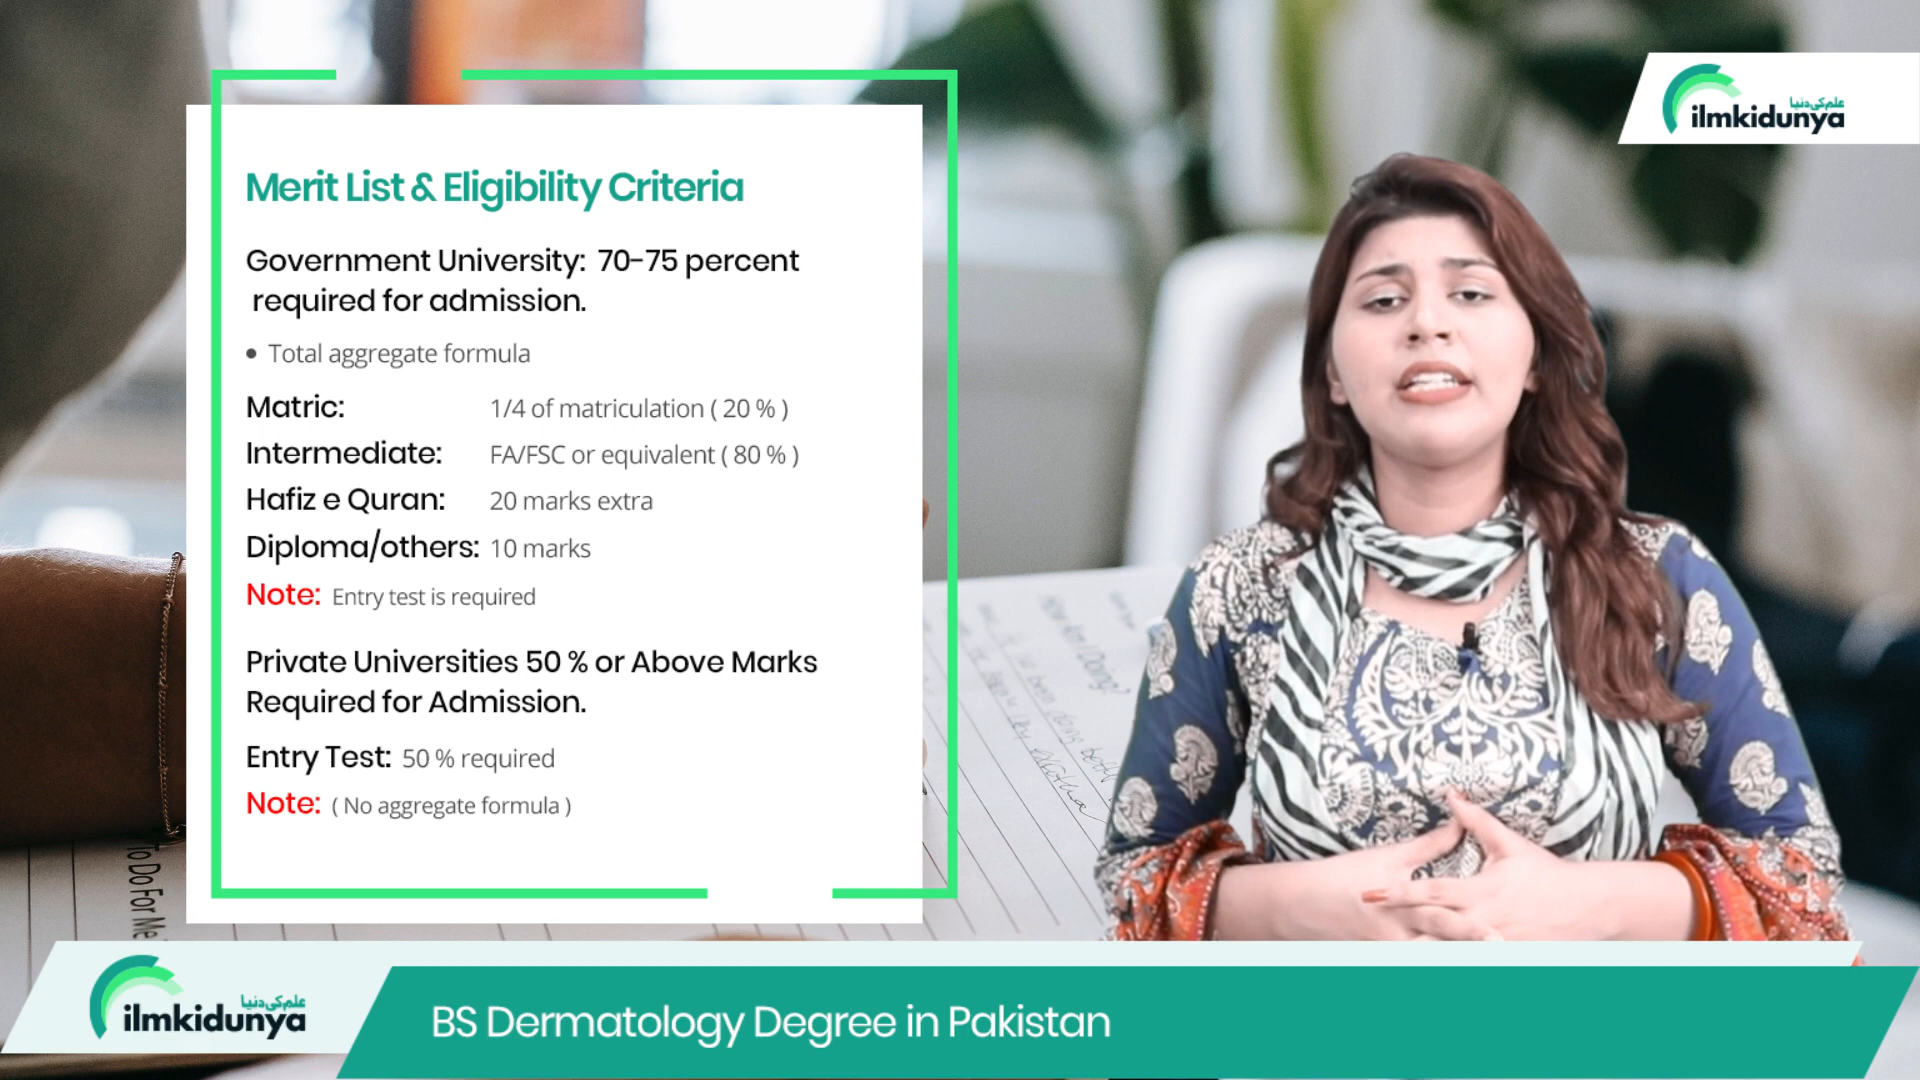 علم کی دنیا
ilmkidunya
Merit List & Eligibility Criteria
Government University: 70-75 percent
required for admission.
• Total aggregate formula
Matric: 1/4 of matriculation ( 20 % )
Intermediate: FA/FSC or equivalent ( 80 % )
Hafiz e Quran: 20 marks extra
Diploma/others: 10 marks
Note: Entry test is required
Private Universities 50 % or Above Marks
Required for Admission.
Entry Test: 50 % required
Note: ( No aggregate formula )
To Do For Me
علم کی دنیا
ilmkidunya
BS Dermatology Degree in Pakistan